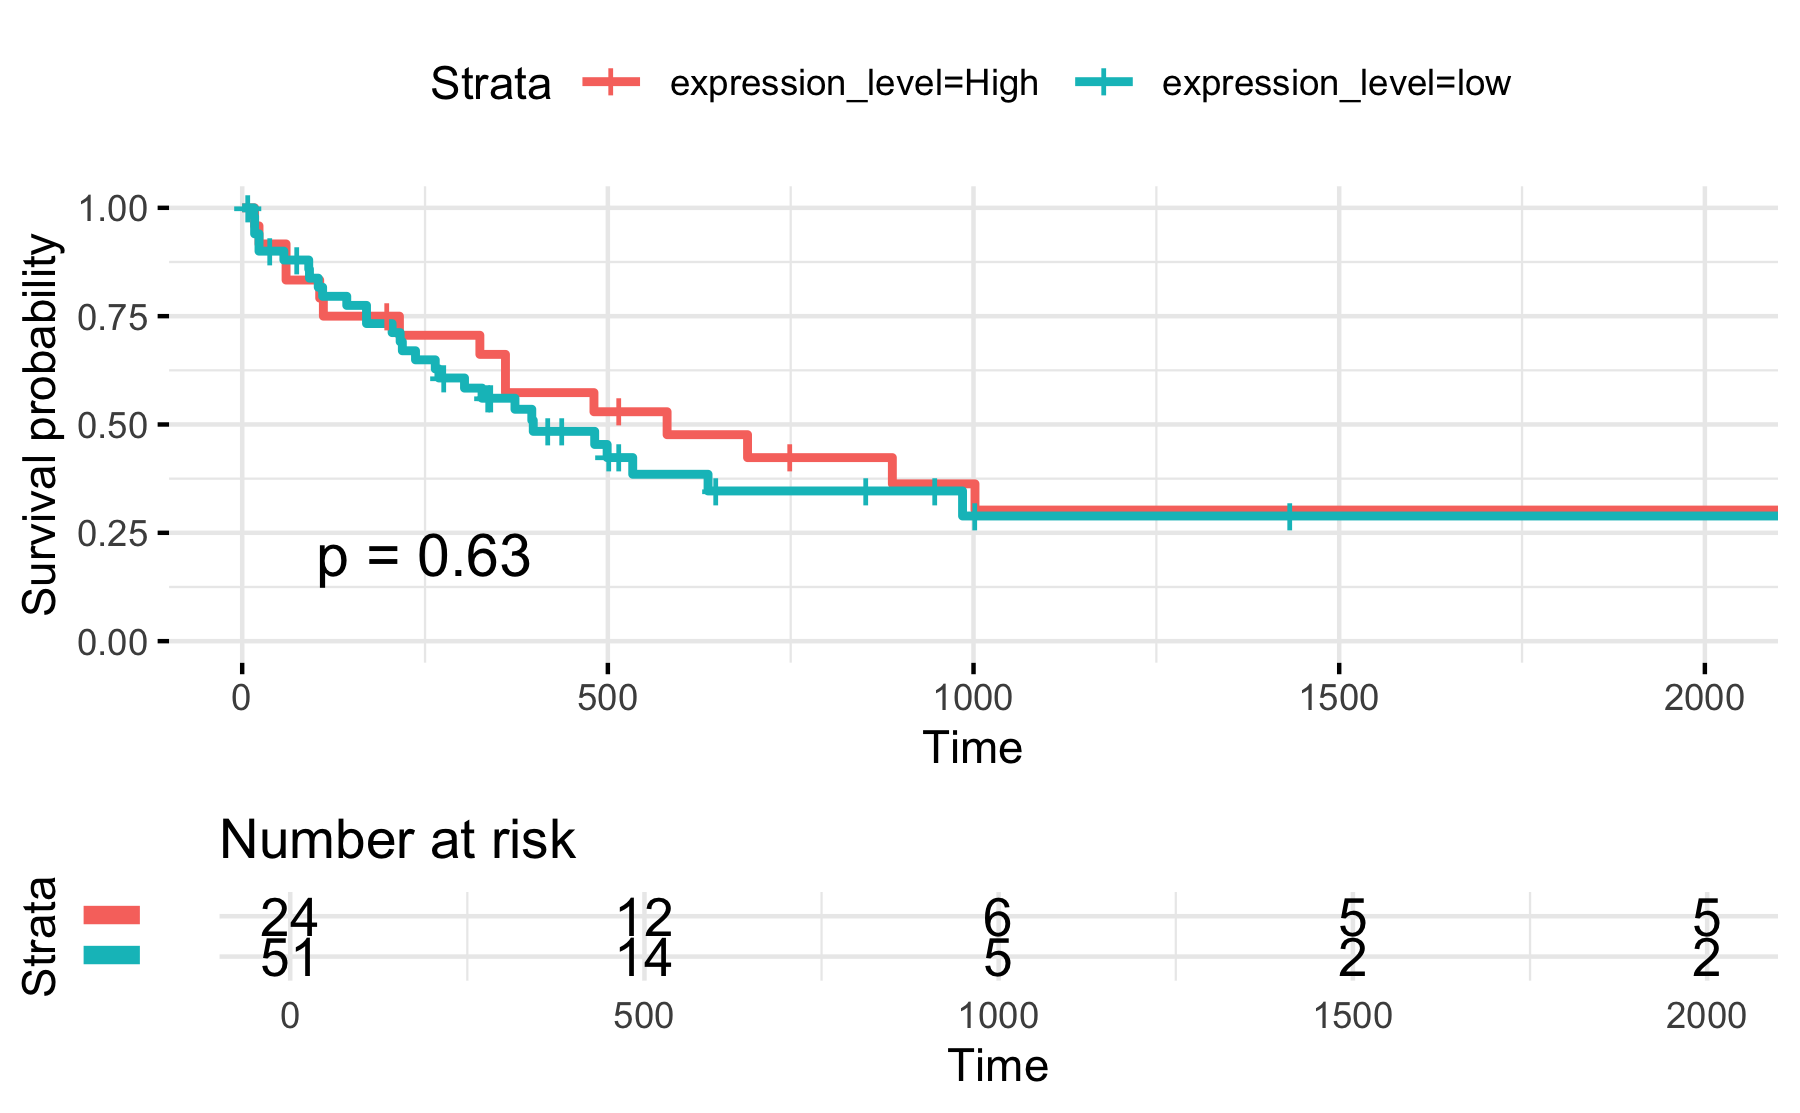 Strata expression_level=High expression_level=low
Survival probability
1.00
0.75
0.50
0.25
0.00
p = 0.63
0 500 1000 1500 2000
Time
Number at risk
Strata
24 12 6 5 5
51 14 5 2 2
0 500 1000 1500 2000
Time